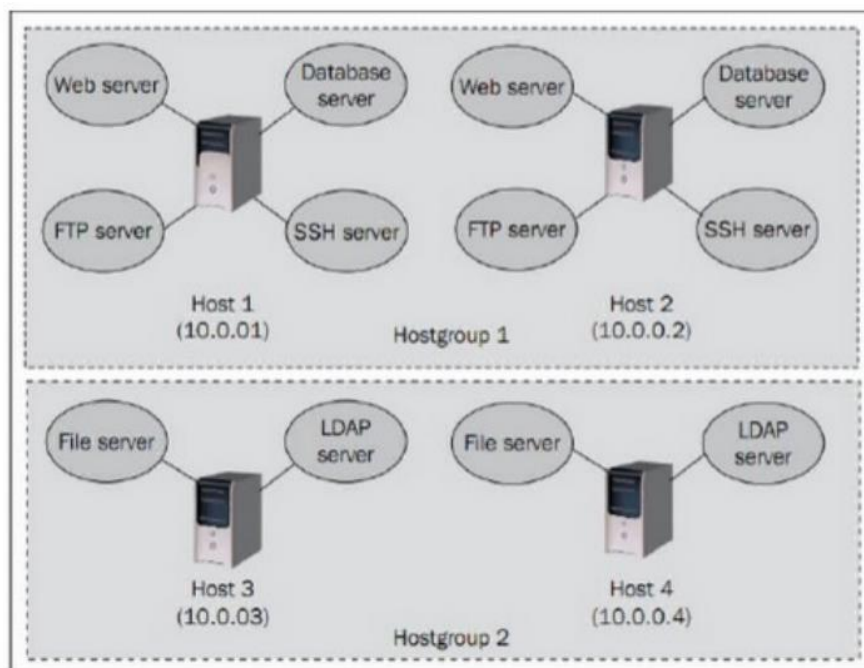 Web server
Database
server
Web server
Database
server
FTP server
SSH server
FTP server
SSH server
Host 1
(10.0.01)
Host 2
(10.0.0.2)
Hostgroup 1
File server
LDAP
server
File server
LDAP
server
Host 3
(10.0.03)
Host 4
(10.0.0.4)
Hostgroup 2